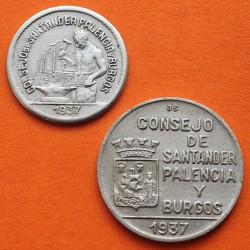 CONSEJO DE SANTANDER PALENCIA BURGOS
1937
CONSEJO
DE
SANTANDER
PALENCIA
Y
BURGOS
1937